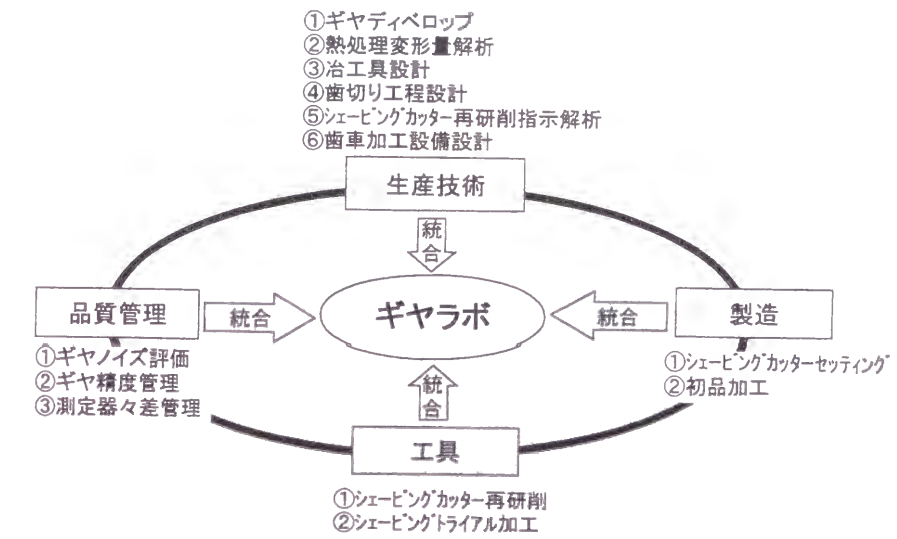 ①ギヤディベロップ
②熱処理変形量解析
③冶工具設計
④歯切り工程設計
⑤シェービングカッター再研削指示解析
⑥歯車加工設備設計
生産技術
統合
品質管理
統合
ギヤラボ
統合
製造
①ギヤノイズ評価
②ギヤ精度管理
③測定器々差管理
①シェービングカッターセッティング
②初品加工
統合
工具
①シェービングカッター再研削
②シェービングトライアル加工